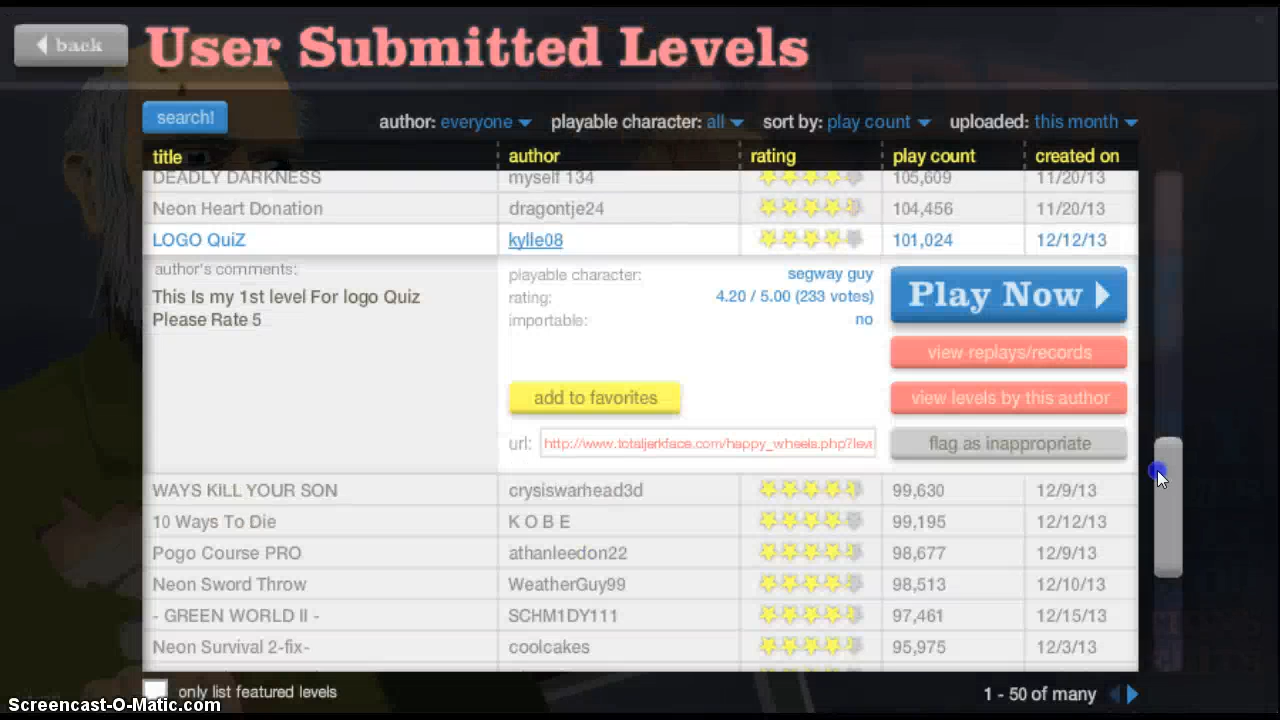 back
User Submitted Levels
search!
author: everyone playable character: all sort by: play count uploaded: this month
title author rating play count created on
DEADLY DARKNESS myself 134 105,609 11/20/13
Neon Heart Donation dragontje24 104,456 11/20/13
LOGO QuiZ kylle08 101,024 12/12/13
author's comments:
This Is my 1st level For logo Quiz
Please Rate 5
playable character: segway guy
rating: 4.20 / 5.00 (233 votes)
importable: no
add to favorites
url: http://www.totaljerkface.com/happy_wheels.php?leve
Play Now
view replays/records
view levels by this author
flag as inappropriate
WAYS KILL YOUR SON crysiswarhead3d 99,630 12/9/13
10 Ways To Die K O B E 99,195 12/12/13
Pogo Course PRO athanleedon22 98,677 12/9/13
Neon Sword Throw WeatherGuy99 98,513 12/10/13
- GREEN WORLD II - SCHM1DY111 97,461 12/15/13
Neon Survival 2-fix- coolcakes 95,975 12/3/13
only list featured levels
1 - 50 of many
Screencast-O-Matic.com